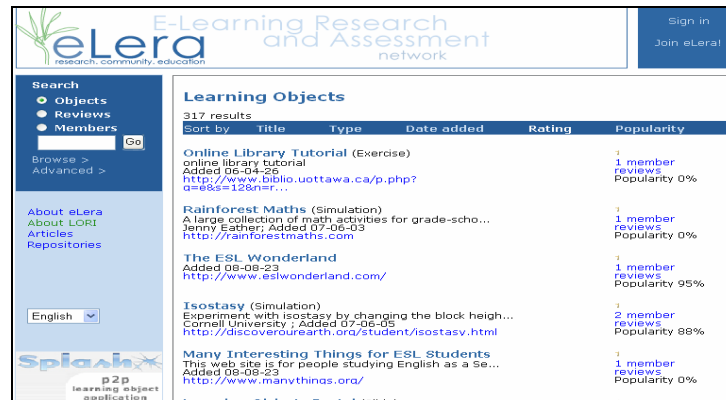 E-Learning Research
and Assessment
network
eLera
research. community. education
Sign in
Join eLera!
Search
Objects
Reviews
Members
Go
Browse >
Advanced >
About eLera
About LORI
Articles
Repositories
English
Splash
p2p
learning object
application
Learning Objects
317 results
Sort by Title Type Date added Rating Popularity
Online Library Tutorial (Exercise)
online library tutorial
Added 06-04-26
http://www.biblio.uottawa.ca/p.php?
q=e&s=128&n=r...
1 member
reviews
Popularity 0%
Rainforest Maths (Simulation)
A large collection of math activities for grade-scho...
Jenny Eather; Added 07-06-03
http://rainforestmaths.com
1 member
reviews
Popularity 0%
The ESL Wonderland
Added 08-08-23
http://www.eslwonderland.com/
1 member
reviews
Popularity 95%
Isostasy (Simulation)
Experiment with isostasy by changing the block heigh...
Cornell University ; Added 07-06-05
http://discoverourearth.org/student/isostasy.html
2 member
reviews
Popularity 88%
Many Interesting Things for ESL Students
This web site is for people studying English as a Se...
Added 08-08-23
http://www.manythings.org/
1 member
reviews
Popularity 0%